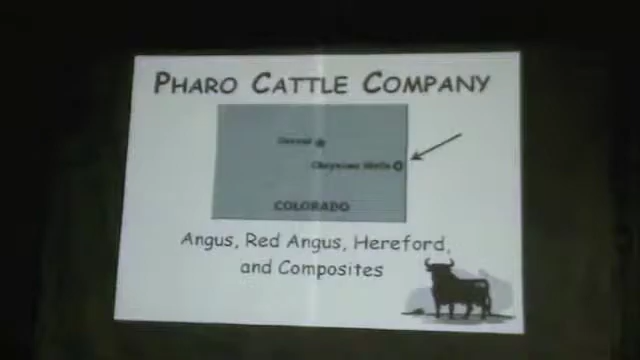 PHARO CATTLE COMPANY
Denver
Cheyenne Wells
COLORADO
Angus, Red Angus, Hereford,
and Composites